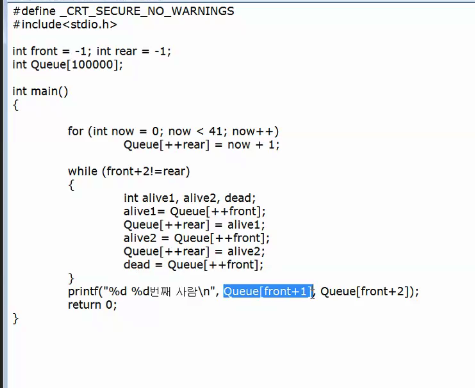 #define _CRT_SECURE_NO_WARNINGS
#include<stdio.h>
int front = -1; int rear = -1;
int Queue[100000];
int main()
{
for (int now = 0; now < 41; now++)
Queue[++rear] = now + 1;
while (front+2!=rear)
{
int alive1, alive2, dead;
alive1= Queue[++front];
Queue[++rear] = alive1;
alive2 = Queue[++front];
Queue[++rear] = alive2;
dead = Queue[++front];
}
printf("%d %d번째 사람\n", Queue[front+1], Queue[front+2]);
return 0;
}